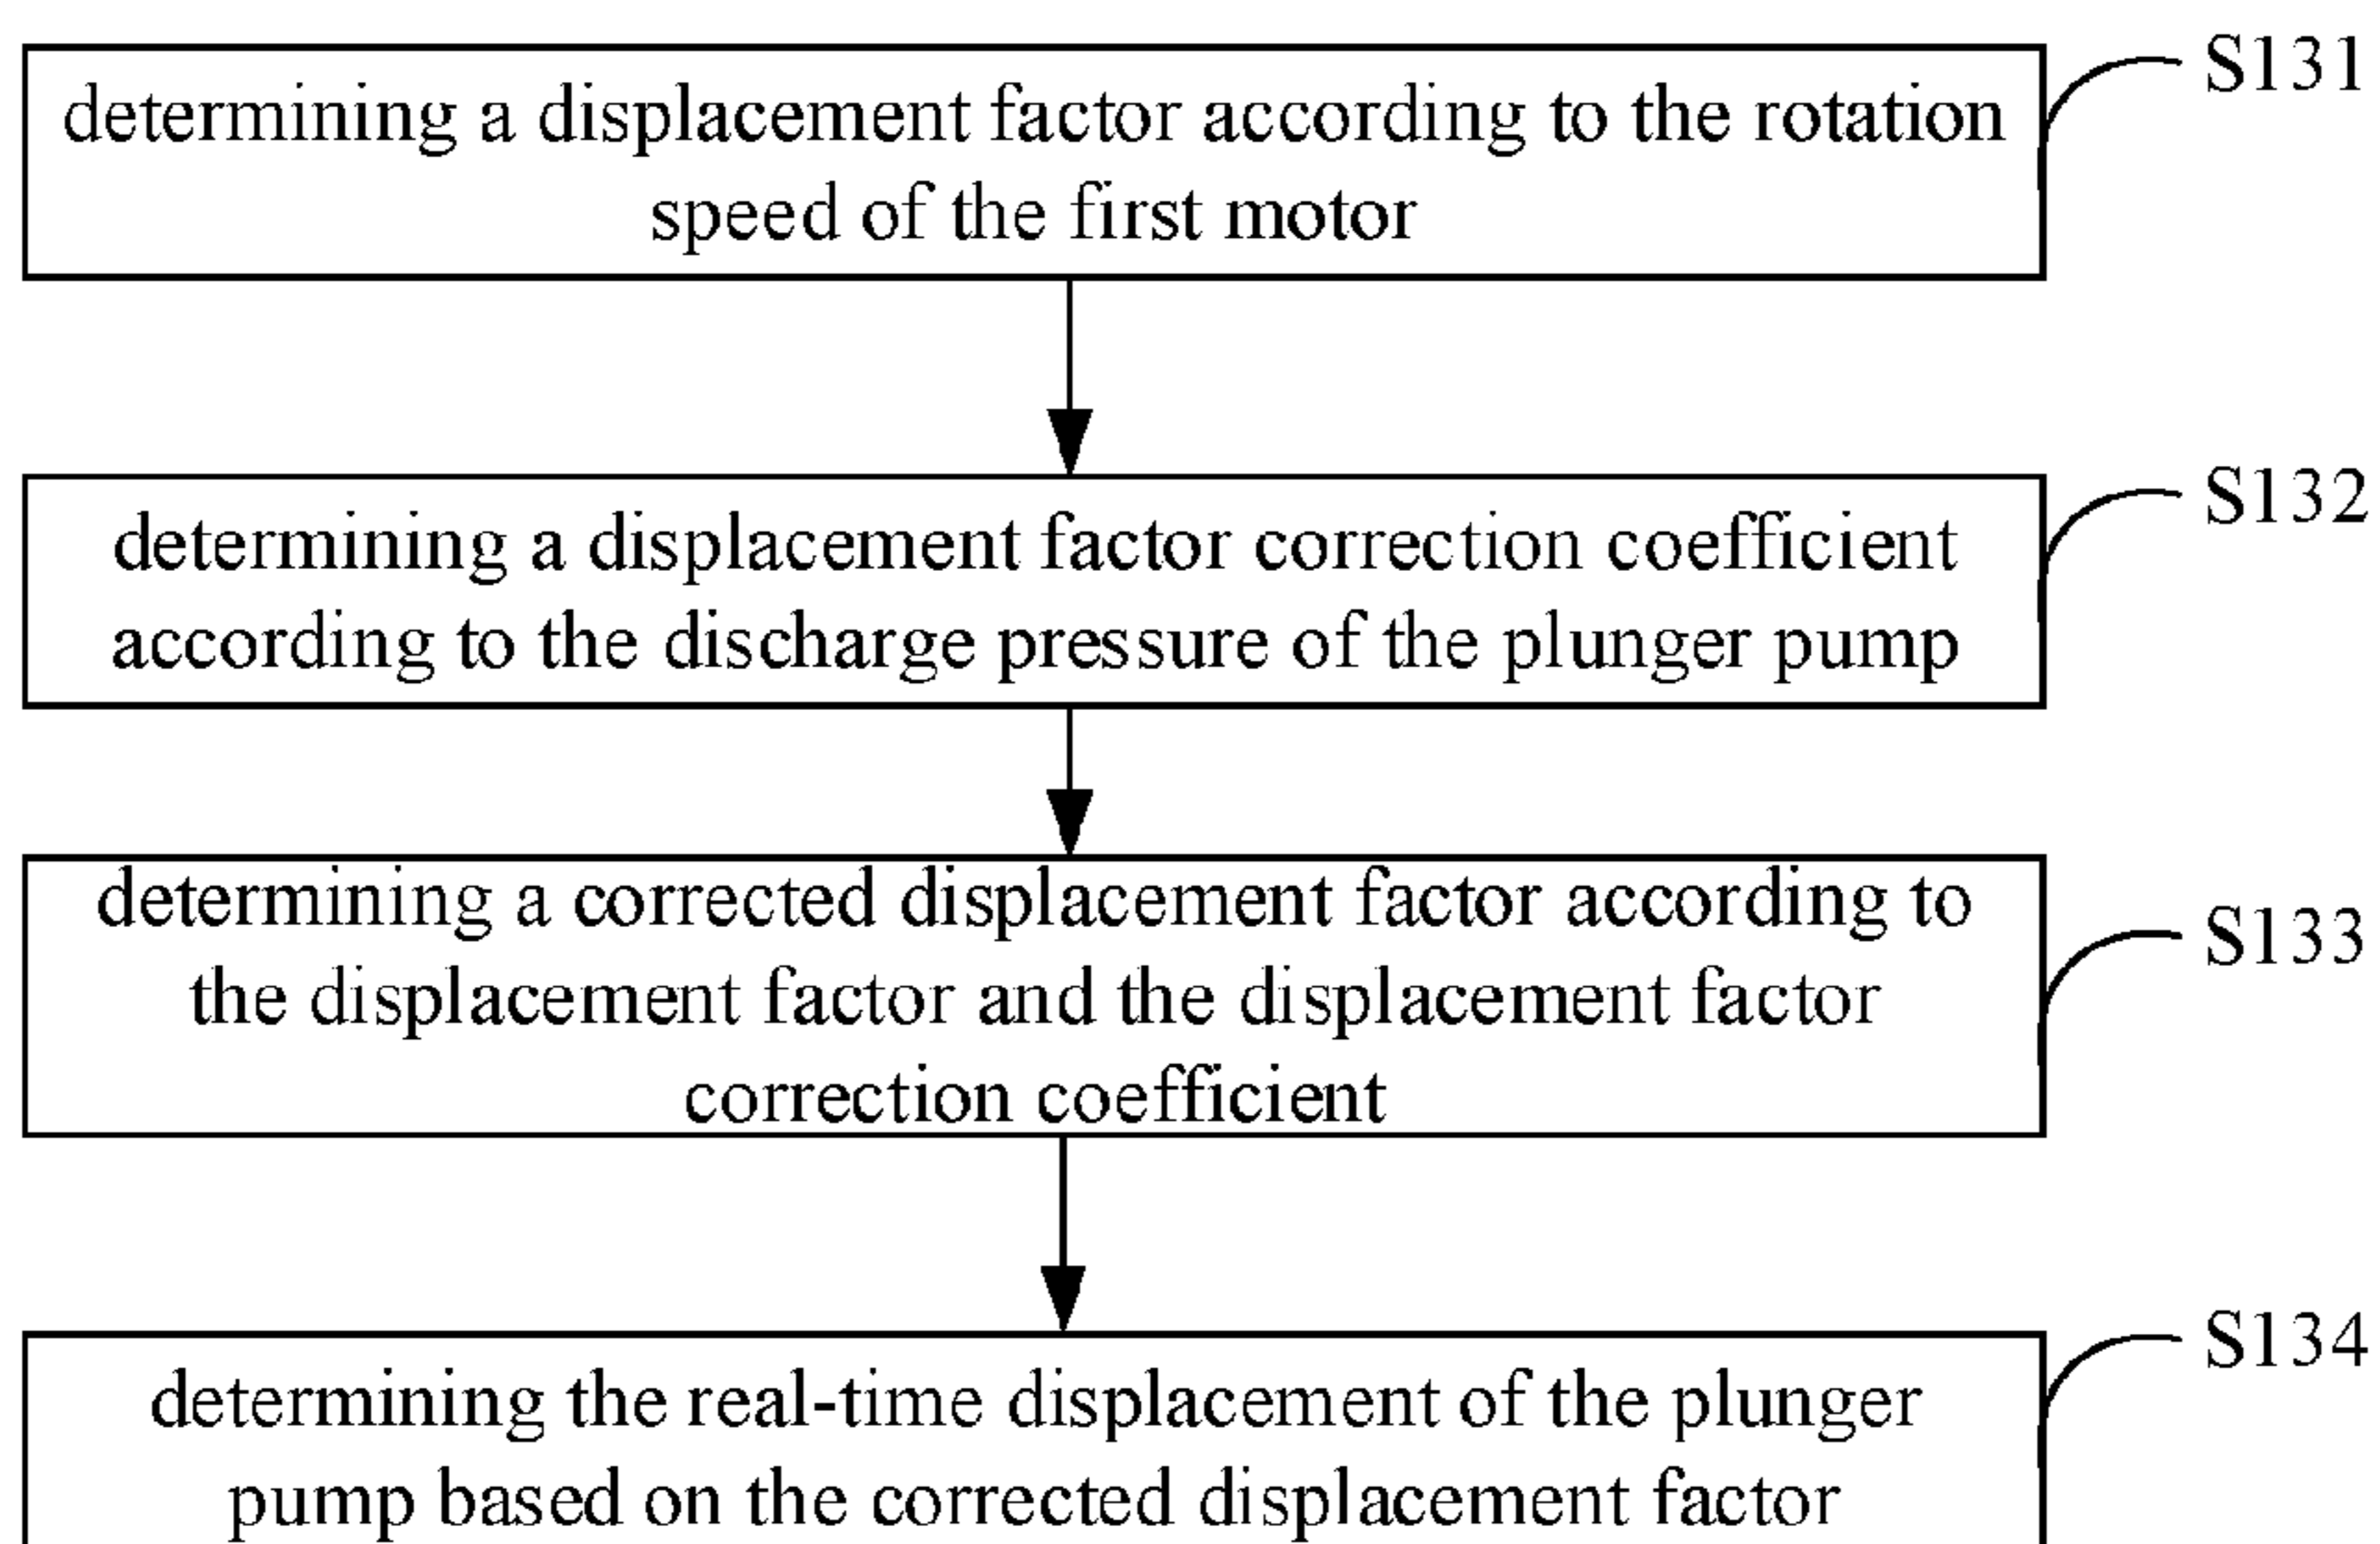 determining a displacement factor according to the rotation
speed of the first motor
S131
determining a displacement factor correction coefficient
according to the discharge pressure of the plunger pump
S132
determining a corrected displacement factor according to
the displacement factor and the displacement factor
correction coefficient
S133
determining the real-time displacement of the plunger
pump based on the corrected displacement factor
S134